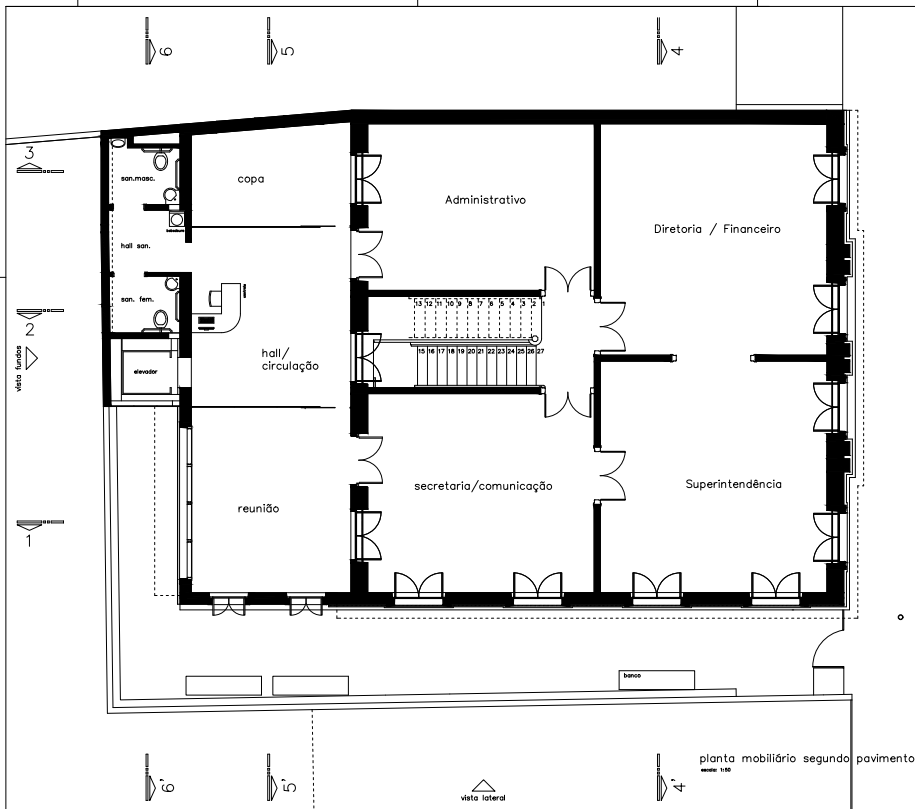 6
5
4
3
san.masc.
copa
Administrativo
Diretoria / Financeiro
bebedouro
hall san.
san. fem.
13 12 11 10 9 8 7 6 5 4 3 2 1
2
vista fundos
hall/
circulação
elevador
15 16 17 18 19 20 21 22 23 24 25 26 27
secretaria/comunicação
Superintendência
reunião
1
banco
planta mobiliário segundo pavimento
escala: 1:50
6'
5'
4'
vista lateral